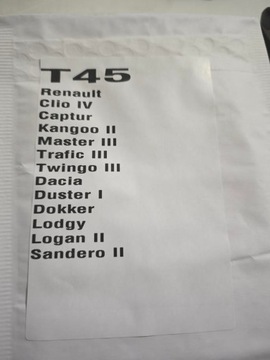 T45
Renault
Clio IV
Captur
Kangoo II
Master III
Trafic III
Twingo III
Dacia
Duster I
Dokker
Lodgy
Logan II
Sandero II